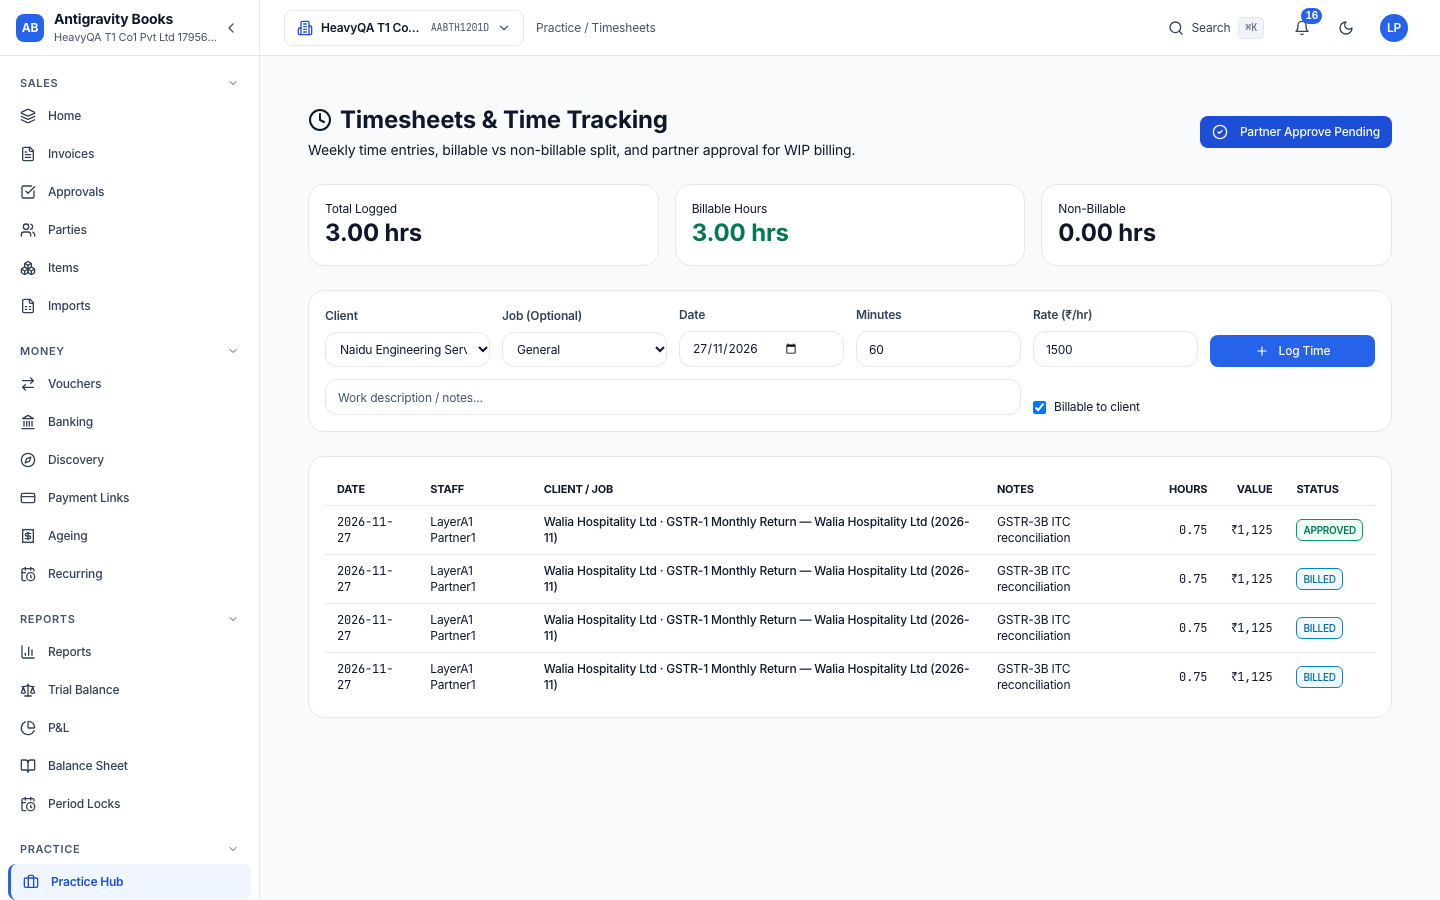 AB
Antigravity Books
HeavyQA T1 Co1 Pvt Ltd 17956...
HeavyQA T1 Co... AABTH1201D
Practice / Timesheets
Search ⌘K
16
LP
SALES
Home
Invoices
Approvals
Parties
Items
Imports
MONEY
Vouchers
Banking
Discovery
Payment Links
Ageing
Recurring
REPORTS
Reports
Trial Balance
P&L
Balance Sheet
Period Locks
PRACTICE
Practice Hub
Timesheets & Time Tracking
Weekly time entries, billable vs non-billable split, and partner approval for WIP billing.
Partner Approve Pending
Total Logged
3.00 hrs
Billable Hours
3.00 hrs
Non-Billable
0.00 hrs
Client
Naidu Engineering Serv
Job (Optional)
General
Date
27/11/2026
Minutes
60
Rate (₹/hr)
1500
Log Time
Work description / notes...
Billable to client
DATE STAFF CLIENT / JOB NOTES HOURS VALUE STATUS
2026-11- LayerA1 Walia Hospitality Ltd · GSTR-1 Monthly Return — Walia Hospitality Ltd (2026- GSTR-3B ITC 0.75 ₹1,125 APPROVED
27 Partner1 11) reconciliation
2026-11- LayerA1 Walia Hospitality Ltd · GSTR-1 Monthly Return — Walia Hospitality Ltd (2026- GSTR-3B ITC 0.75 ₹1,125 BILLED
27 Partner1 11) reconciliation
2026-11- LayerA1 Walia Hospitality Ltd · GSTR-1 Monthly Return — Walia Hospitality Ltd (2026- GSTR-3B ITC 0.75 ₹1,125 BILLED
27 Partner1 11) reconciliation
2026-11- LayerA1 Walia Hospitality Ltd · GSTR-1 Monthly Return — Walia Hospitality Ltd (2026- GSTR-3B ITC 0.75 ₹1,125 BILLED
27 Partner1 11) reconciliation